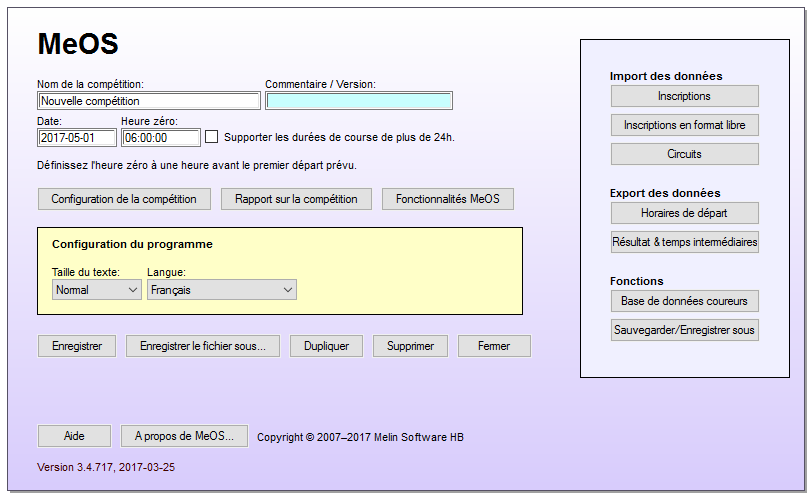 MeOS
Nom de la compétition:
Commentaire / Version:
Nouvelle compétition
Date:
Heure zéro:
2017-05-01
06:00:00
Supporter les durées de course de plus de 24h.
Définissez l'heure zéro à une heure avant le premier départ prévu.
Configuration de la compétition
Rapport sur la compétition
Fonctionnalités MeOS
Configuration du programme
Taille du texte:
Langue:
Normal
Français
Enregistrer
Enregistrer le fichier sous...
Dupliquer
Supprimer
Fermer
Aide
A propos de MeOS...
Copyright © 2007–2017 Melin Software HB
Version 3.4.717, 2017-03-25
Import des données
Inscriptions
Inscriptions en format libre
Circuits
Export des données
Horaires de départ
Résultat & temps intermédiaires
Fonctions
Base de données coureurs
Sauvegarder/Enregistrer sous